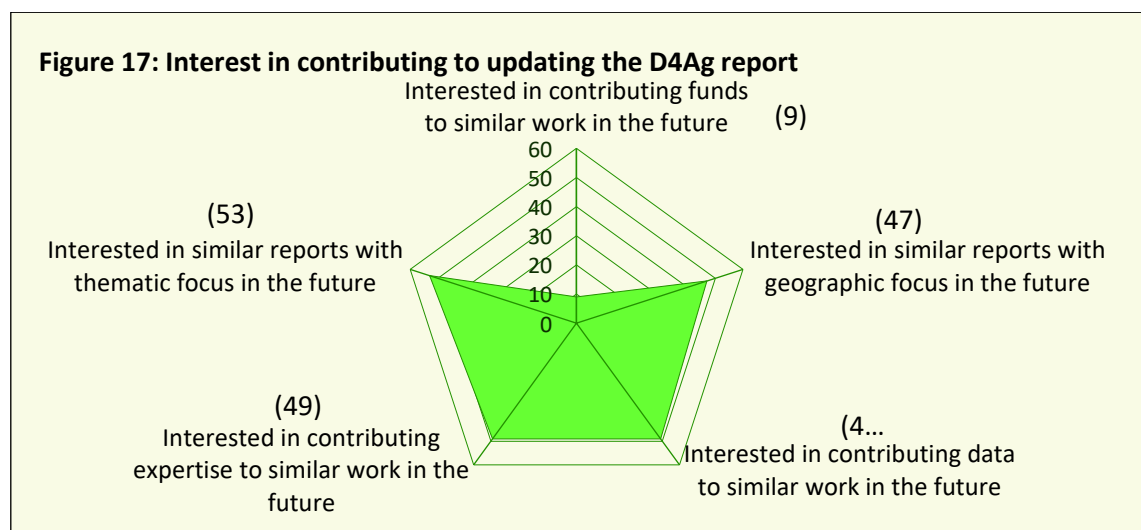 Figure 17: Interest in contributing to updating the D4Ag report
Interested in contributing funds
to similar work in the future
(9)
60
50
40
30
20
10
0
(53)
Interested in similar reports with
thematic focus in the future
(47)
Interested in similar reports with
geographic focus in the future
(49)
Interested in contributing
expertise to similar work in the
future
(4...
Interested in contributing data
to similar work in the future